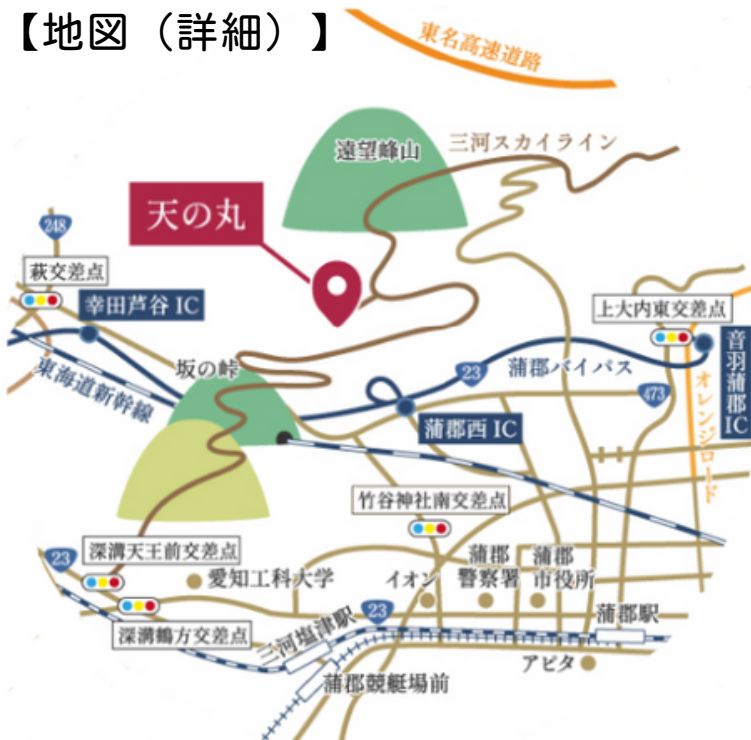 【地図（詳細）】
東名高速道路
遠望峰山
三河スカイライン
天の丸
248
萩交差点
幸田芦谷 IC
上大内東交差点
音羽蒲郡IC
東海道新幹線
坂の峠
23
蒲郡バイパス
473
オレンジロード
蒲郡西 IC
竹谷神社南交差点
23
深溝天王前交差点
愛知工科大学
イオン
蒲郡
警察署
蒲郡
市役所
深溝鶴方交差点
三河塩津駅
23
蒲郡駅
アピタ
蒲郡競艇場前